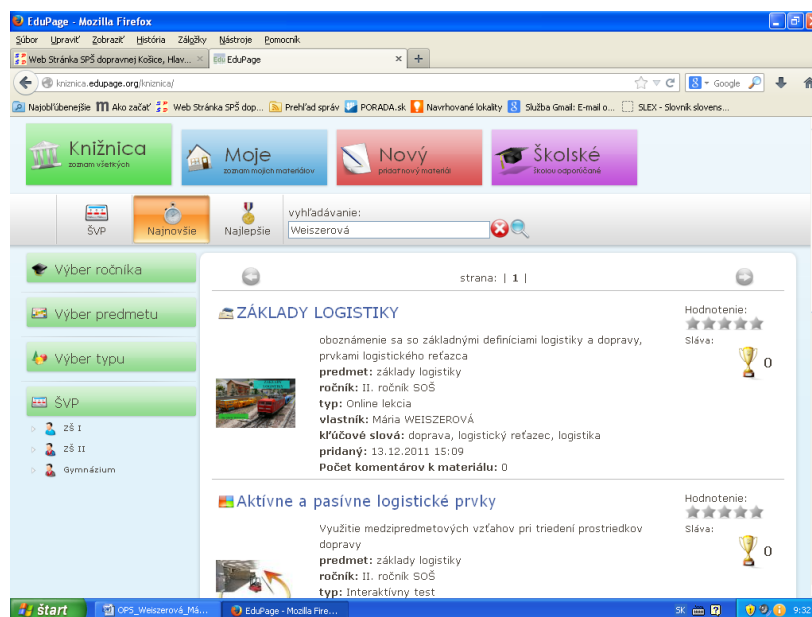 EduPage - Mozilla Firefox
Súbor Upraviť Zobraziť História Záložky Nástroje Pomocník
Web Stránka SPŠ dopravnej Košice, Hlav... EduPage
kniznica.edupage.org/kniznica/ Google
Najobľúbenejšie Ako začať Web Stránka SPŠ dop... Prehľad správ PORADA.sk Navrhované lokality Služba Gmail: E-mail o... SLEX - Slovník slovens...
Knižnica
zoznam všetkých
Moje
zoznam mojich materiálov
Nový
pridať nový materiál
Školské
školou odporúčané
ŠVP
Najnovšie
Najlepšie
vyhľadávanie:
Weiszerová
Výber ročníka
Výber predmetu
Výber typu
ŠVP
ZŠ I
ZŠ II
Gymnázium
strana: | 1 |
ZÁKLADY LOGISTIKY
oboznámenie sa so základnými definíciami logistiky a dopravy,
prvkami logistického reťazca
predmet: základy logistiky
ročník: II. ročník SOŠ
typ: Online lekcia
vlastník: Mária WEISZEROVÁ
kľúčové slová: doprava, logistický reťazec, logistika
pridaný: 13.12.2011 15:09
Počet komentárov k materiálu: 0
Hodnotenie:
Sláva:
0
Aktívne a pasívne logistické prvky
Využitie medzipredmetových vzťahov pri triedení prostriedkov
dopravy
predmet: základy logistiky
ročník: II. ročník SOŠ
typ: Interaktívny test
Hodnotenie:
Sláva:
0
štart OPS_Weiszerová_Má... EduPage - Mozilla Fire... SK 9:32